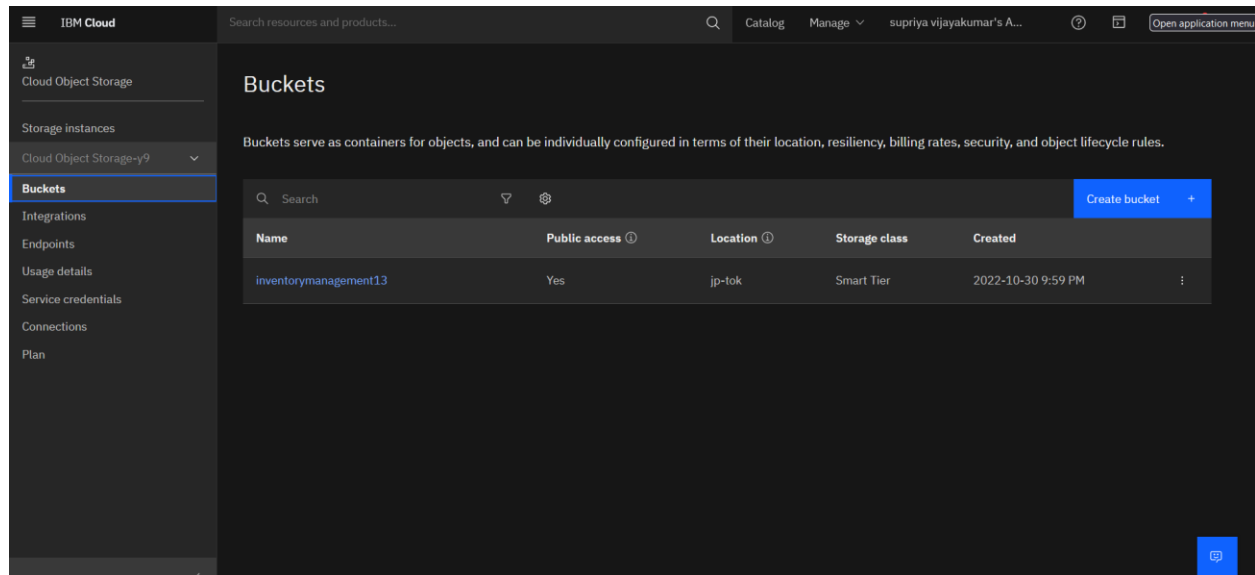 IBM Cloud
Search resources and products...
Catalog
Manage
supriya vijayakumar's A...
Open application menu
Cloud Object Storage
Storage instances
Cloud Object Storage-y9
Buckets
Integrations
Endpoints
Usage details
Service credentials
Connections
Plan
Buckets
Buckets serve as containers for objects, and can be individually configured in terms of their location, resiliency, billing rates, security, and object lifecycle rules.
Search
Create bucket +
Name Public access Location Storage class Created
inventorymanagement13 Yes jp-tok Smart Tier 2022-10-30 9:59 PM